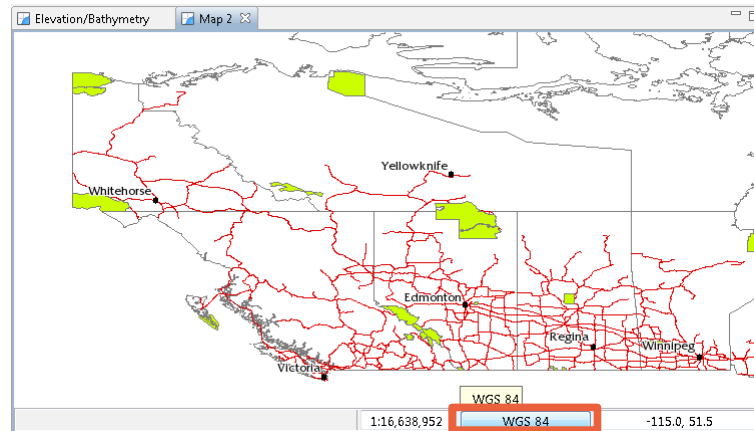 Elevation/Bathymetry
Map 2
Yellowknife
Whitehorse
Edmonton
Regina
Winnipeg
Victoria
WGS 84
1:16,638,952
WGS 84
-115.0, 51.5